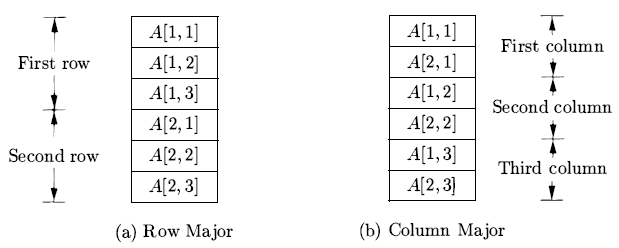 First row
Second row
A[1, 1]
A[1, 2]
A[1, 3]
A[2, 1]
A[2, 2]
A[2, 3]
(a) Row Major
A[1, 1]
A[2, 1]
A[1, 2]
A[2, 2]
A[1, 3]
A[2, 3]
First column
Second column
Third column
(b) Column Major